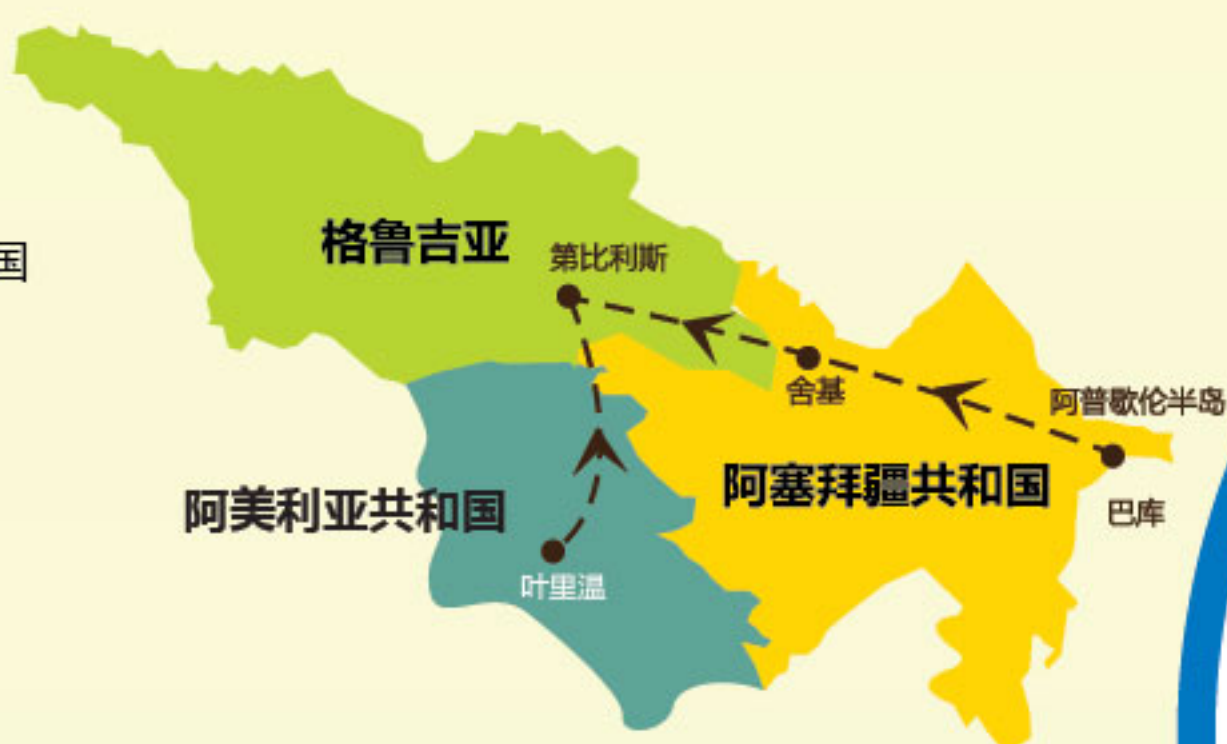 国
格鲁吉亚
第比利斯
舍基
阿普歇伦半岛
阿塞拜疆共和国
阿美利亚共和国
巴库
叶里温